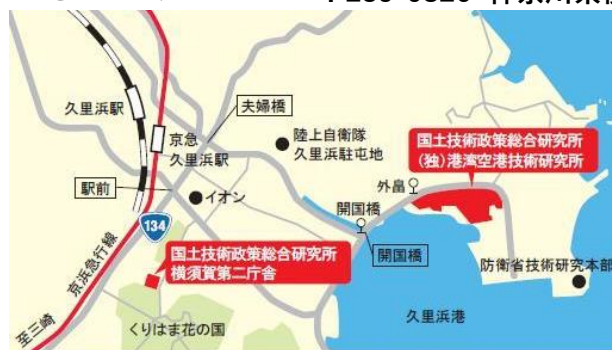 久里浜駅
夫婦橋
京急
久里浜駅
陸上自衛隊
久里浜駐屯地
国土技術政策総合研究所
(独)港湾空港技術研究所
駅前
イオン
外畠
開国橋
134
国土技術政策総合研究所
横須賀第二庁舎
開国橋
京浜急行線
防衛省技術研究本部
至三崎
くりはま花の国
久里浜港